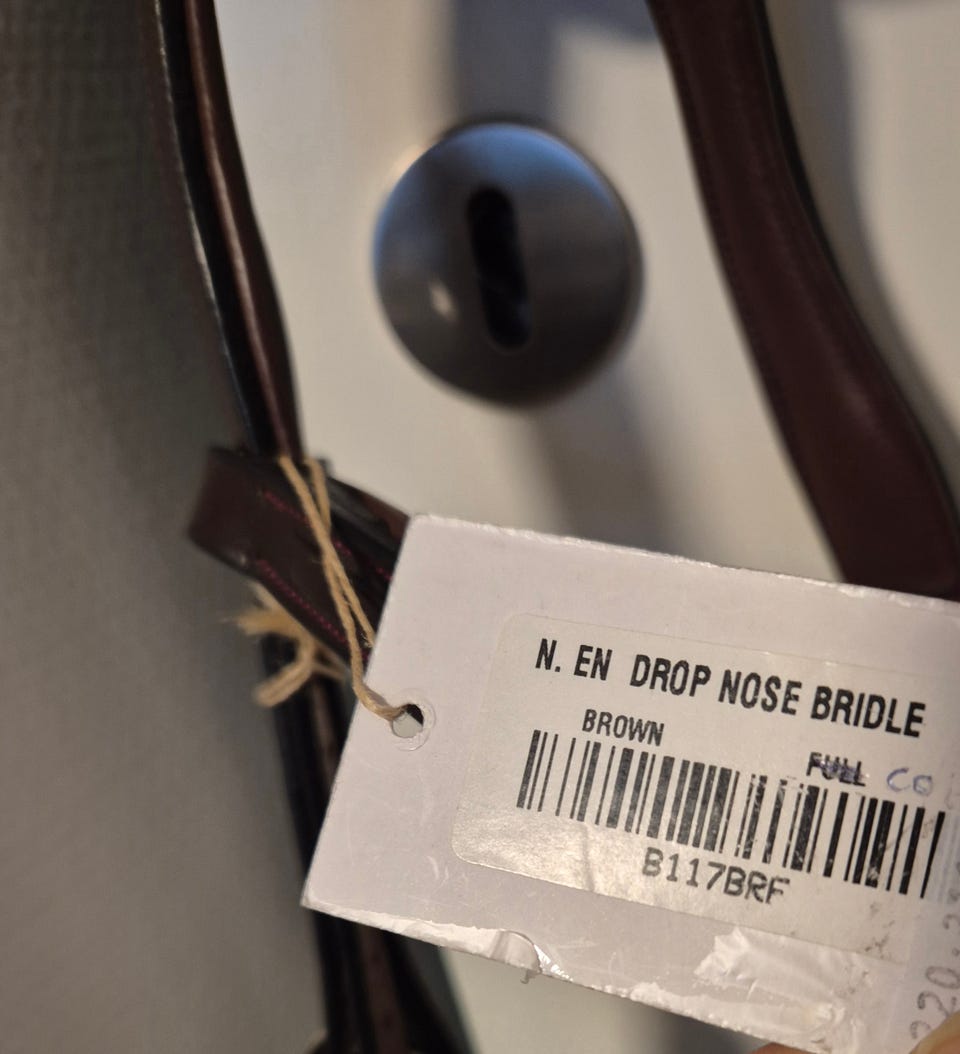 N. EN DROP NOSE BRIDLE
BROWN
FULL CO
B117BRF